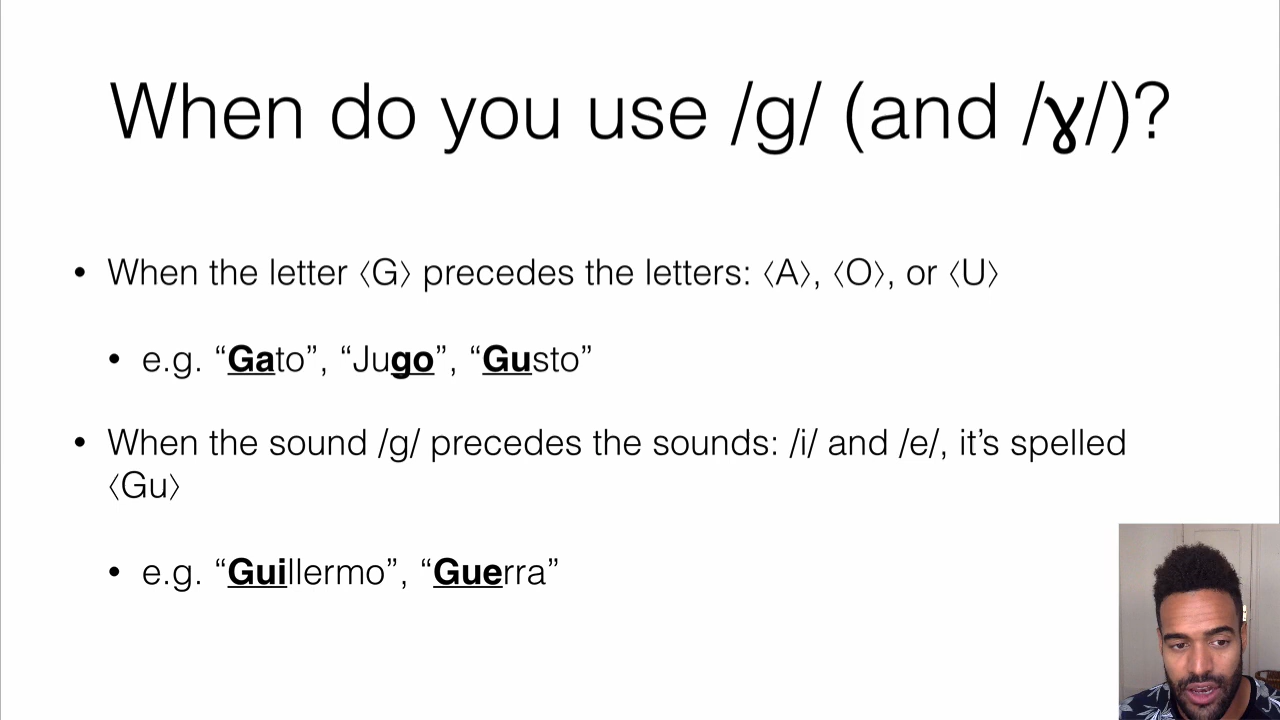 When do you use /g/ (and /ɣ/)?
• When the letter 〈G〉 precedes the letters: 〈A〉, 〈O〉, or 〈U〉
• e.g. “Gato”, “Jugo”, “Gusto”
• When the sound /g/ precedes the sounds: /i/ and /e/, it’s spelled
〈Gu〉
• e.g. “Guillermo”, “Guerra”